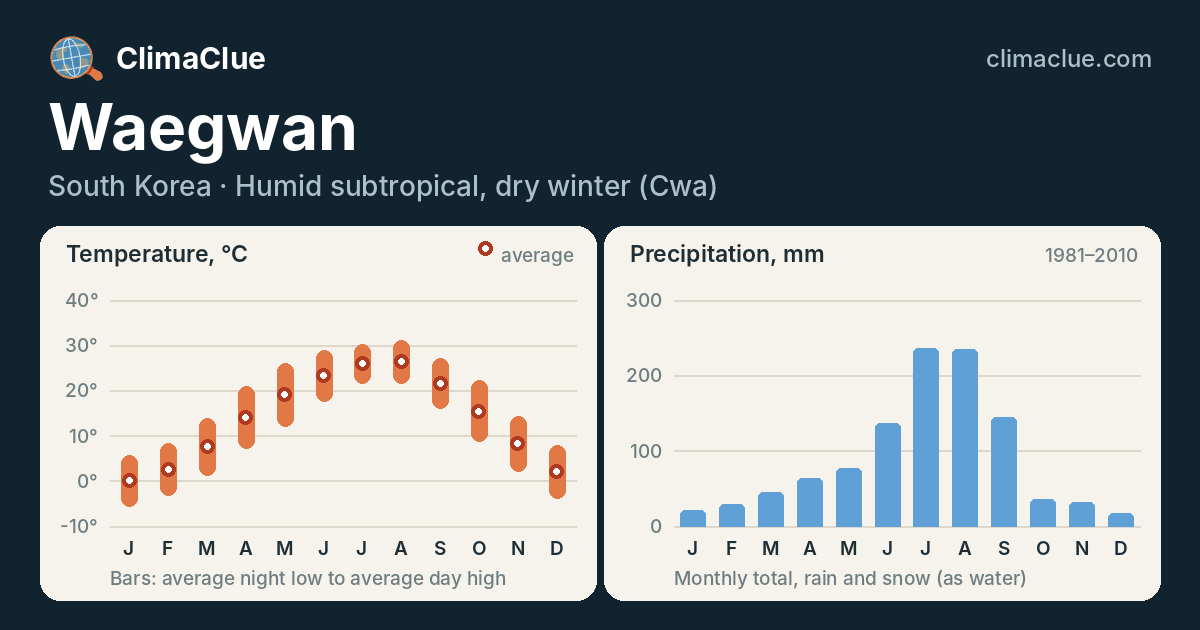 ClimaClue
climaclue.com
Waegwan
South Korea · Humid subtropical, dry winter (Cwa)
Temperature, °C
average
40°
30°
20°
10°
0°
-10°
J F M A M J J A S O N D
Bars: average night low to average day high
Precipitation, mm
1981–2010
300
200
100
0
J F M A M J J A S O N D
Monthly total, rain and snow (as water)